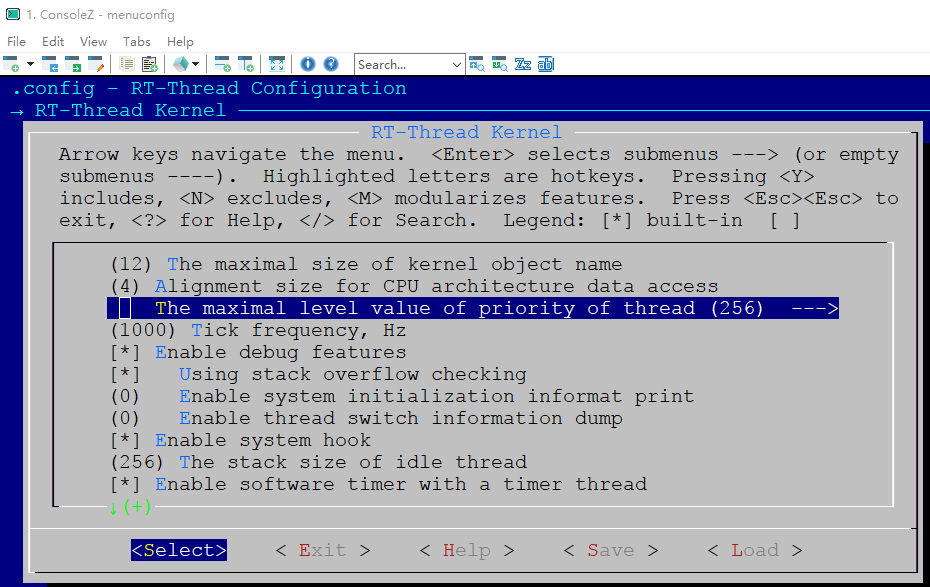 1. ConsoleZ - menuconfig
File Edit View Tabs Help
Search...
.config - RT-Thread Configuration
→ RT-Thread Kernel
RT-Thread Kernel
Arrow keys navigate the menu. <Enter> selects submenus ---> (or empty
submenus ----). Highlighted letters are hotkeys. Pressing <Y>
includes, <N> excludes, <M> modularizes features. Press <Esc><Esc> to
exit, <?> for Help, </> for Search. Legend: [*] built-in [ ]
(12) The maximal size of kernel object name
(4) Alignment size for CPU architecture data access
The maximal level value of priority of thread (256) --->
(1000) Tick frequency, Hz
[*] Enable debug features
[*] Using stack overflow checking
(0) Enable system initialization informat print
(0) Enable thread switch information dump
[*] Enable system hook
(256) The stack size of idle thread
[*] Enable software timer with a timer thread
↓(+)
<Select> < Exit > < Help > < Save > < Load >